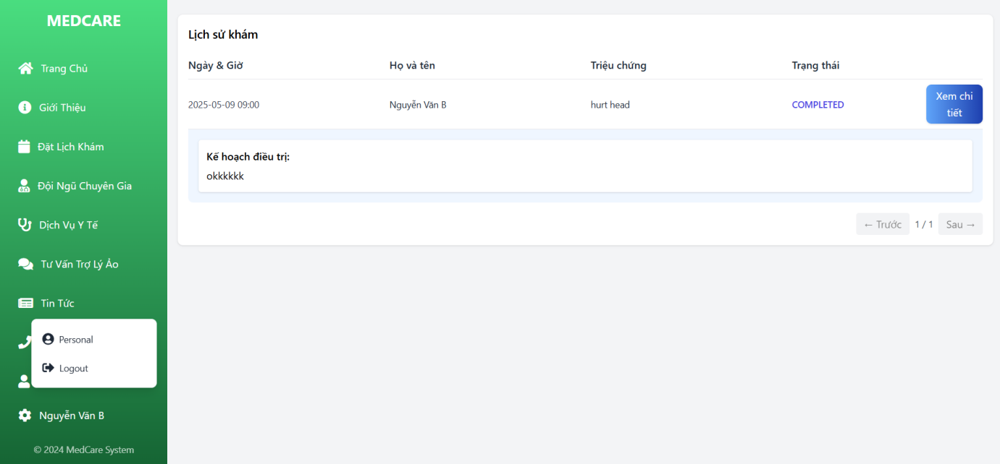 MEDCARE
Trang Chủ
Giới Thiệu
Đặt Lịch Khám
Đội Ngũ Chuyên Gia
Dịch Vụ Y Tế
Tư Vấn Trợ Lý Ảo
Tin Tức
Personal
Logout
Nguyễn Văn B
© 2024 MedCare System
Lịch sử khám
Ngày & Giờ Họ và tên Triệu chứng Trạng thái
2025-05-09 09:00 Nguyễn Văn B hurt head COMPLETED
Xem chi
tiết
Kế hoạch điều trị:
okkkkkk
← Trước 1 / 1 Sau →